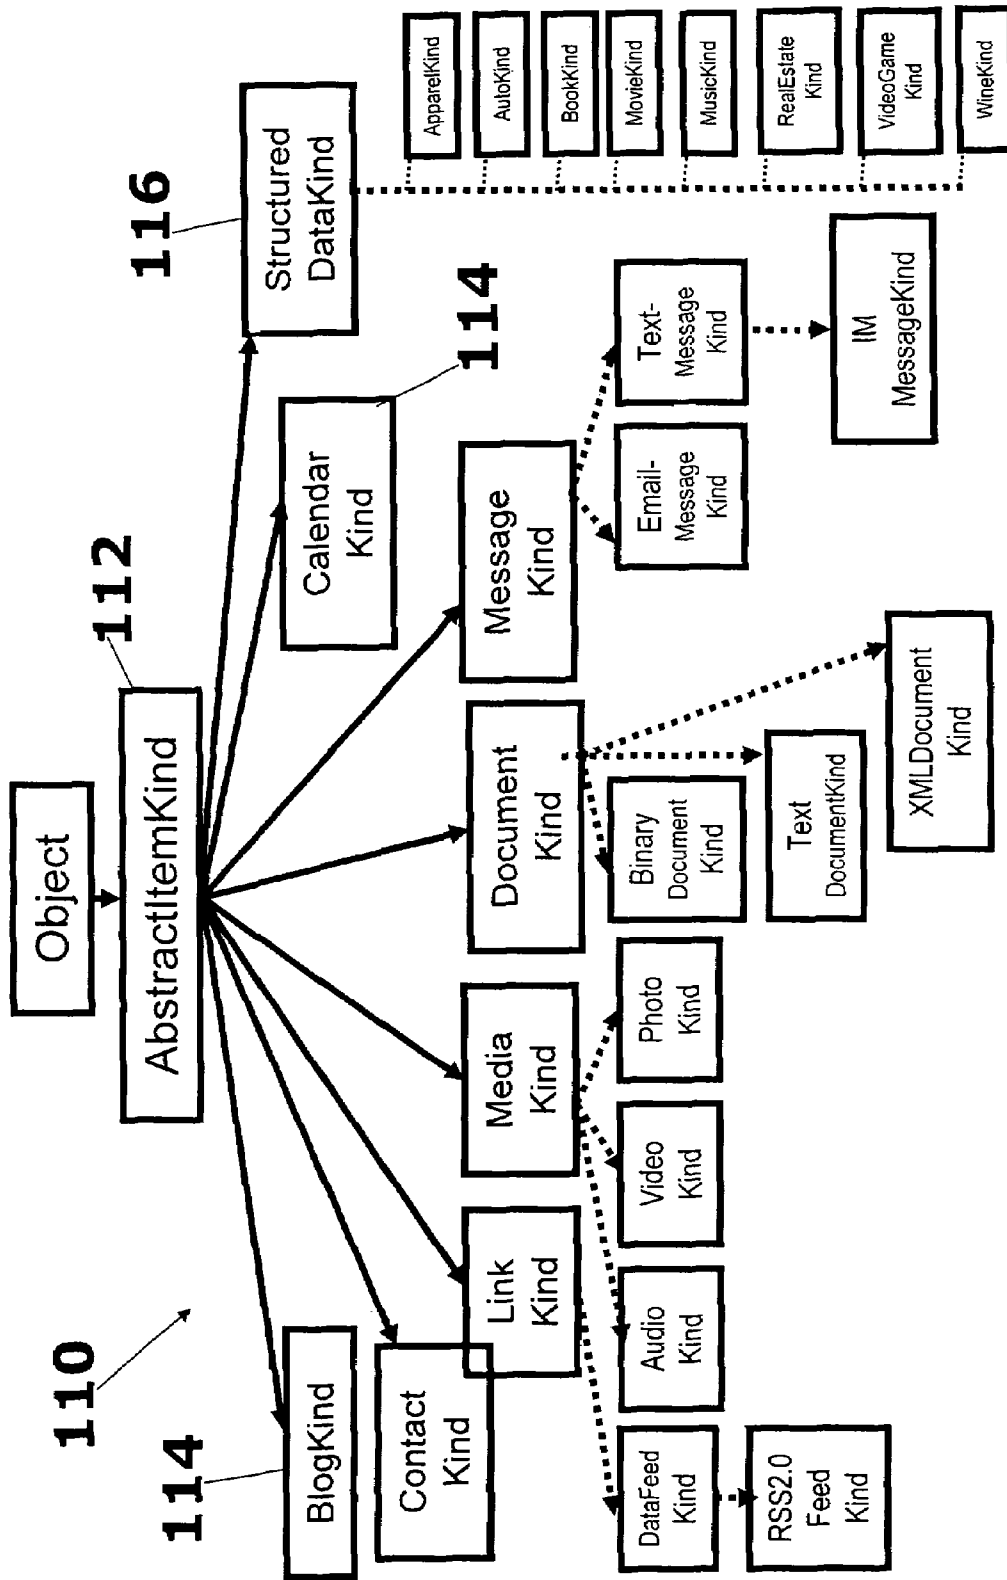 110
Object
AbstractItemKind
112
114
BlogKind
Contact
Kind
Link
Kind
Media
Kind
Document
Kind
Message
Kind
Calendar
Kind
114
Structured
DataKind
116
DataFeed
Kind
RSS2.0
Feed
Kind
Audio
Kind
Video
Kind
Photo
Kind
Binary
Document
Kind
Text
DocumentKind
XMLDocument
Kind
Email-
Message
Kind
Text-
Message
Kind
IM
MessageKind
ApparelKind
AutoKind
BookKind
MovieKind
MusicKind
RealEstate
Kind
VideoGame
Kind
WineKind